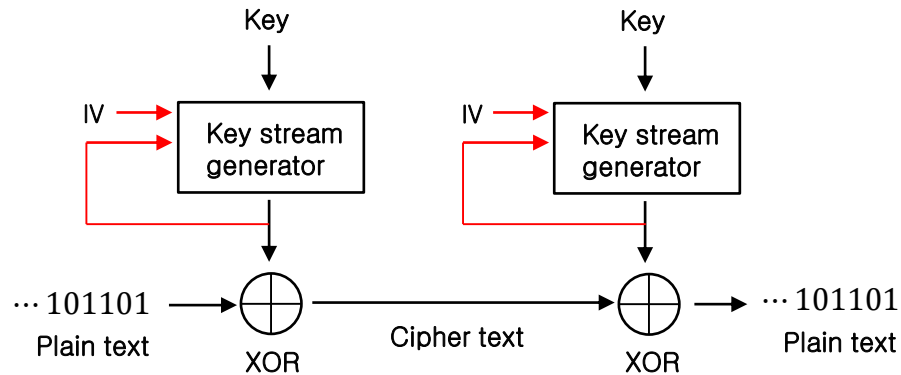 Key
Key
IV
Key stream
generator
IV
Key stream
generator
⋯ 101101
Plain text
XOR
Cipher text
XOR
⋯ 101101
Plain text